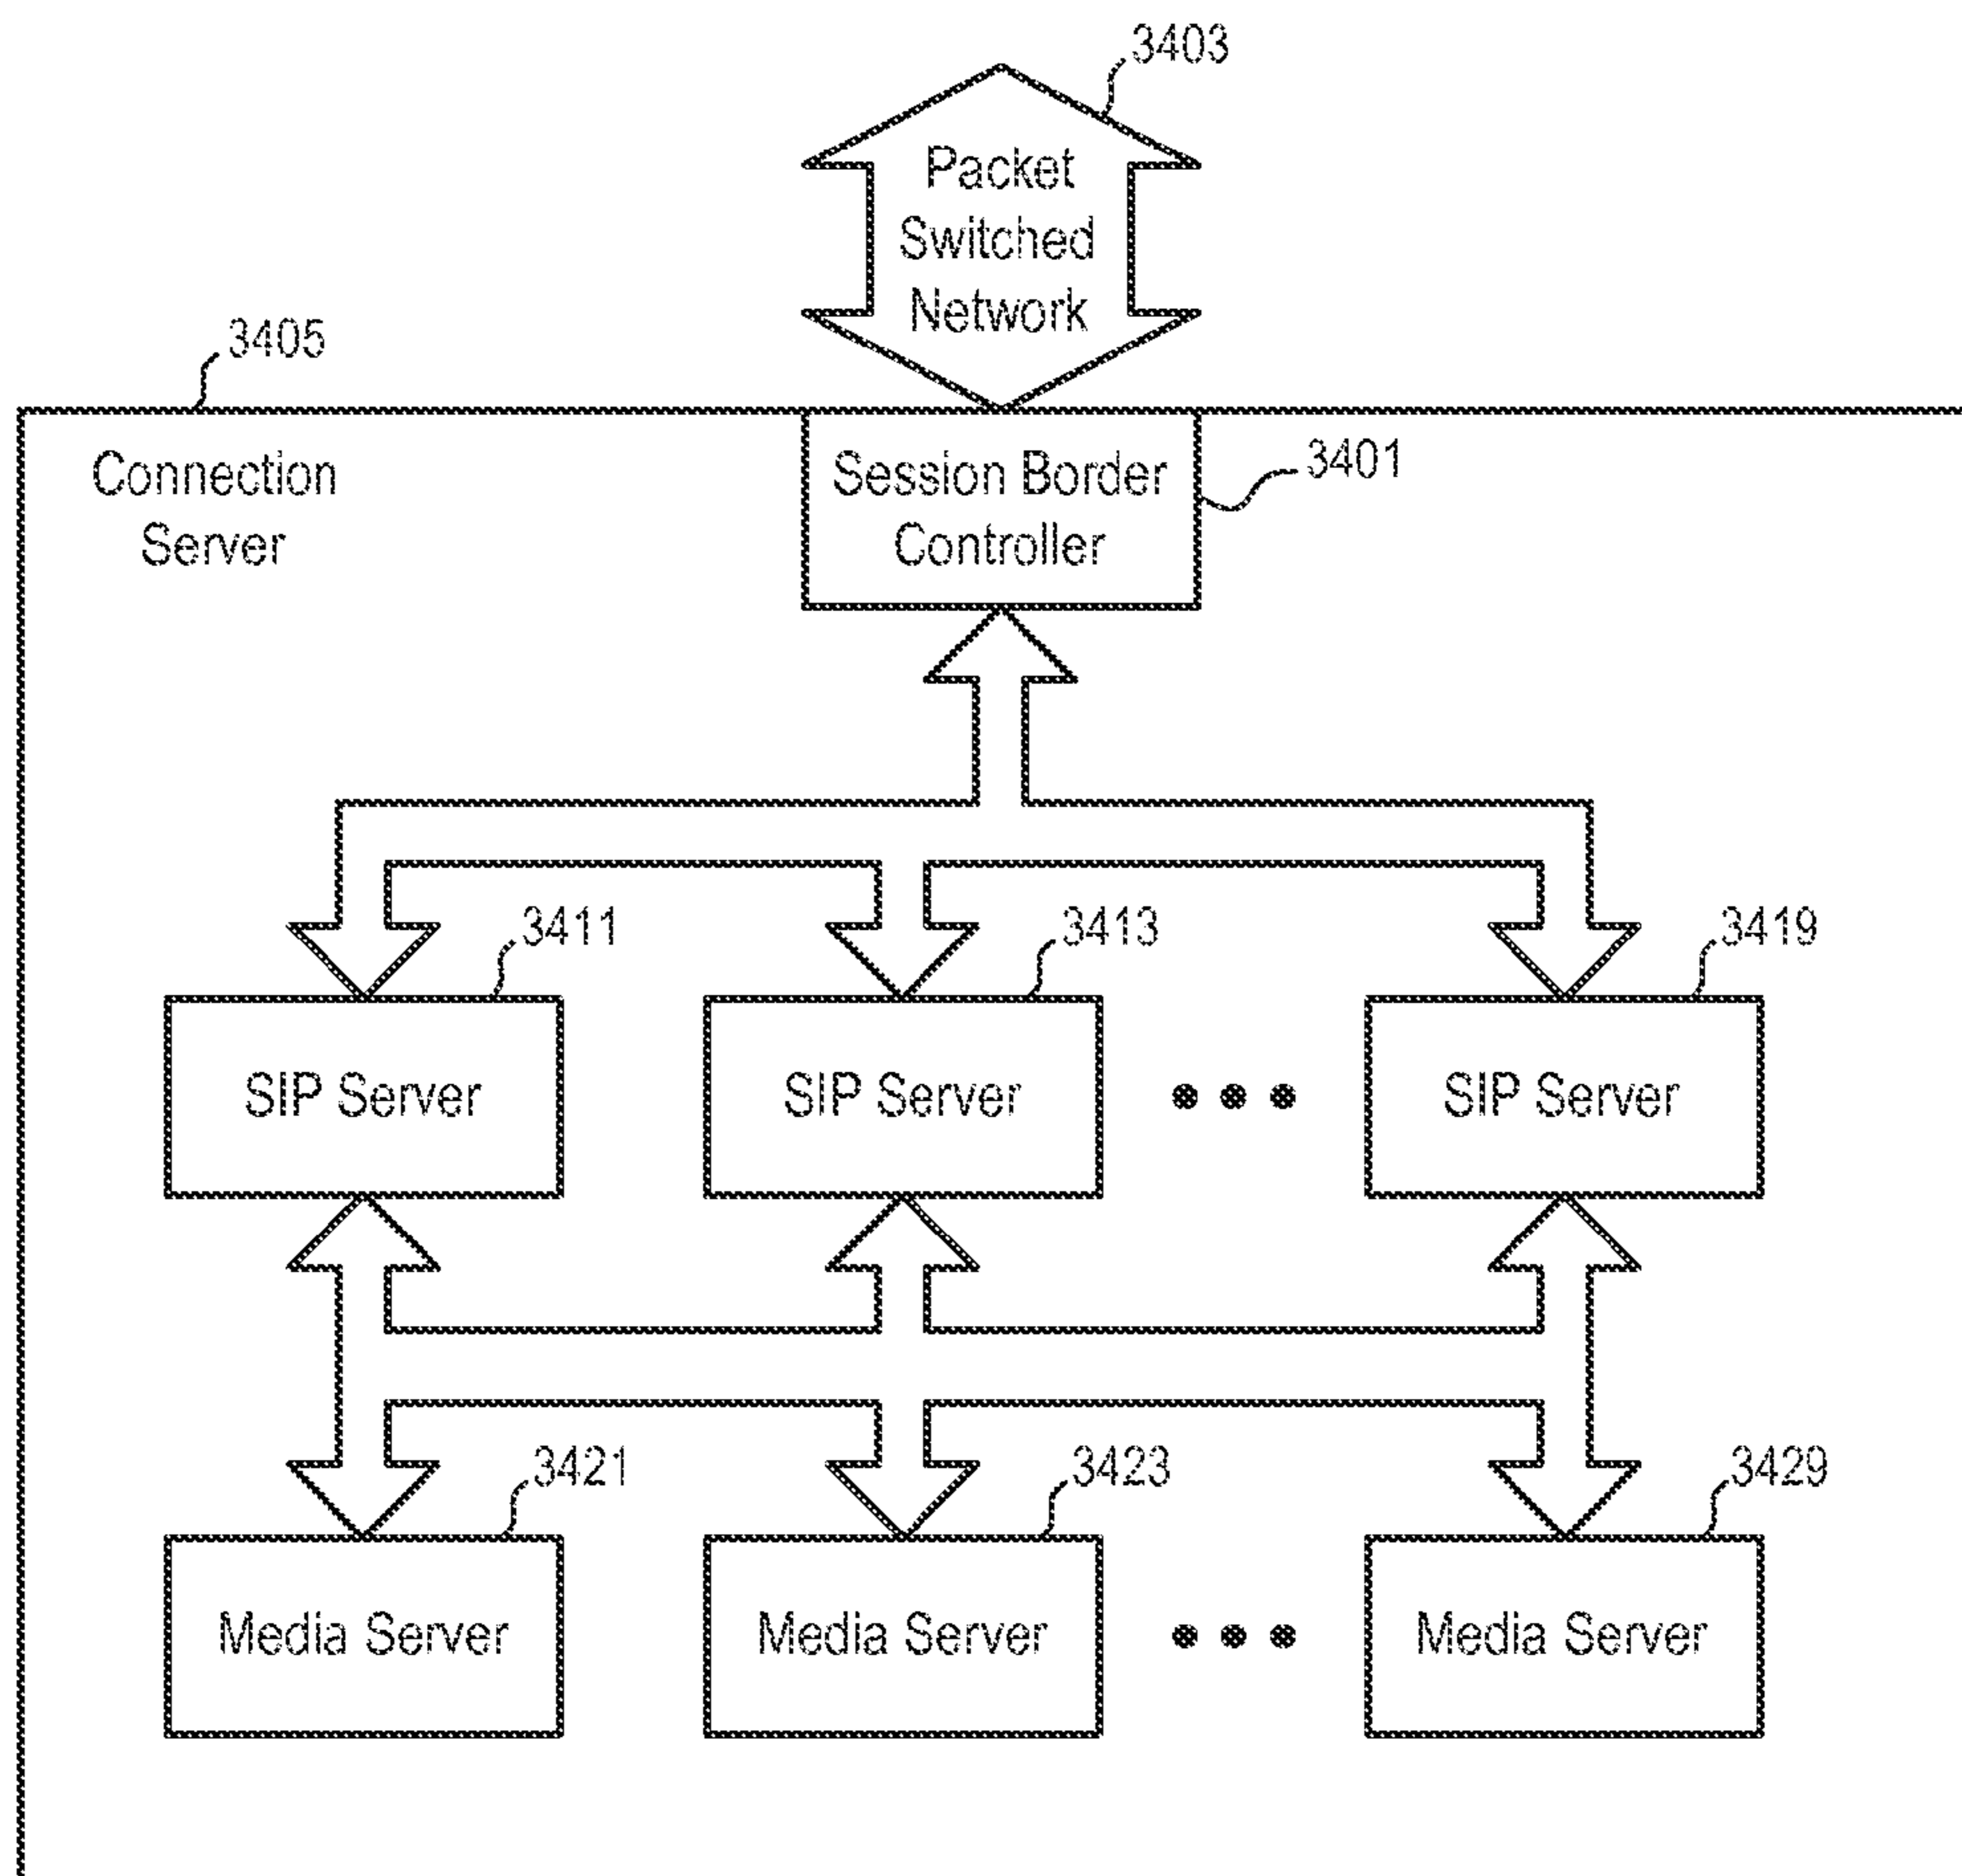 3403
Packet
Switched
Network
3405
Connection
Server
Session Border
Controller
3401
3411
3413
3419
SIP Server
SIP Server
SIP Server
3421
3423
3429
Media Server
Media Server
Media Server